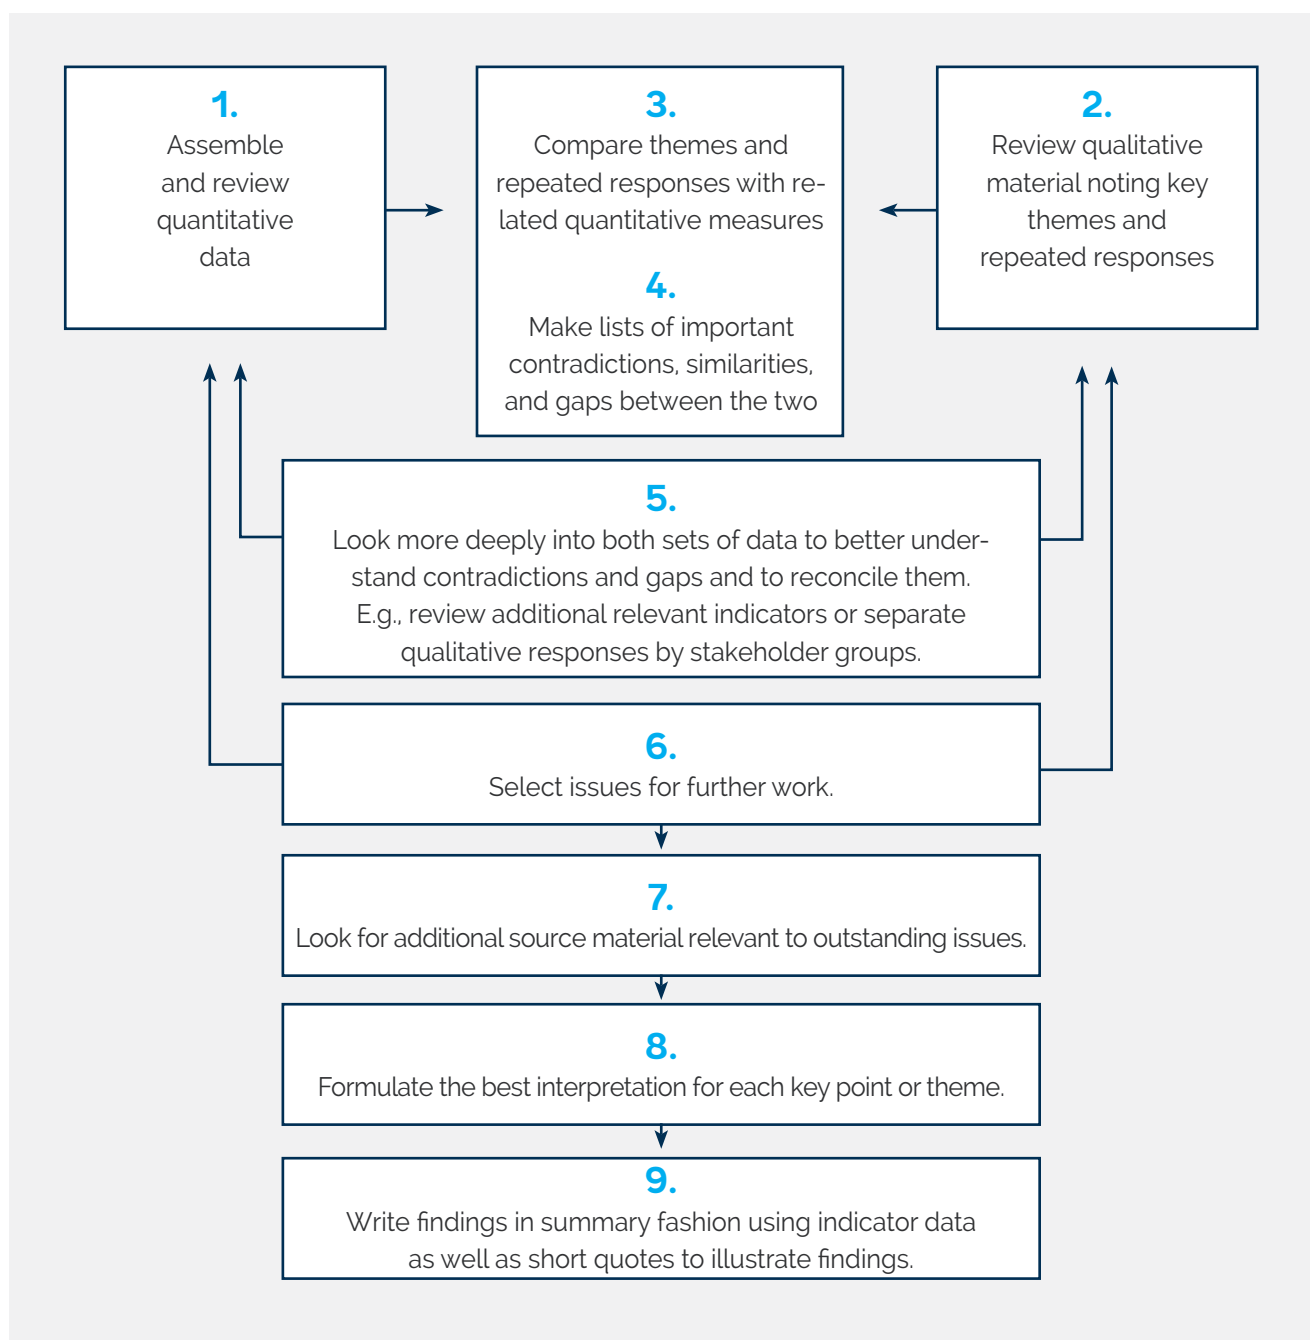 1.
Assemble
and review
quantitative
data
3.
Compare themes and
repeated responses with re-
lated quantitative measures
4.
Make lists of important
contradictions, similarities,
and gaps between the two
2.
Review qualitative
material noting key
themes and
repeated responses
5.
Look more deeply into both sets of data to better under-
stand contradictions and gaps and to reconcile them.
E.g., review additional relevant indicators or separate
qualitative responses by stakeholder groups.
6.
Select issues for further work.
7.
Look for additional source material relevant to outstanding issues.
8.
Formulate the best interpretation for each key point or theme.
9.
Write findings in summary fashion using indicator data
as well as short quotes to illustrate findings.